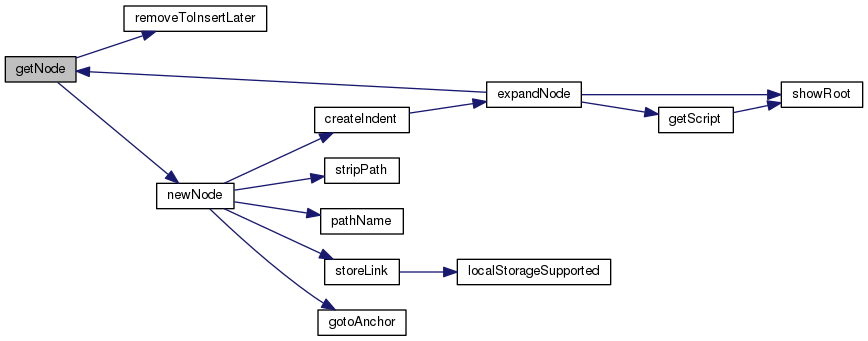 removeToInsertLater
getNode
expandNode
showRoot
createIndent
getScript
stripPath
newNode
pathName
storeLink
localStorageSupported
gotoAnchor